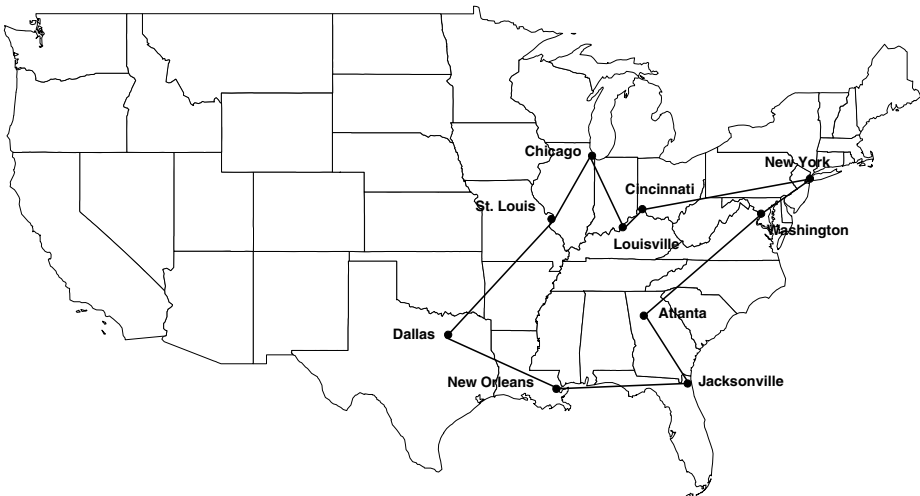 Chicago
New York
Cincinnati
St. Louis
Washington
Louisville
Atlanta
Dallas
New Orleans
Jacksonville